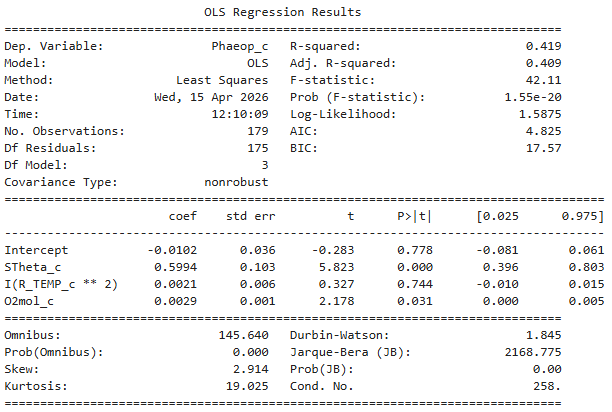 OLS Regression Results
==============================================================================
Dep. Variable: Phaeop_c R-squared: 0.419
Model: OLS Adj. R-squared: 0.409
Method: Least Squares F-statistic: 42.11
Date: Wed, 15 Apr 2026 Prob (F-statistic): 1.55e-20
Time: 12:10:09 Log-Likelihood: 1.5875
No. Observations: 179 AIC: 4.825
Df Residuals: 175 BIC: 17.57
Df Model: 3
Covariance Type: nonrobust
====================================================================================
coef std err t P>|t| [0.025 0.975]
------------------------------------------------------------------------------------
Intercept -0.0102 0.036 -0.283 0.778 -0.081 0.061
STheta_c 0.5994 0.103 5.823 0.000 0.396 0.803
I(R_TEMP_c ** 2) 0.0021 0.006 0.327 0.744 -0.010 0.015
O2mol_c 0.0029 0.001 2.178 0.031 0.000 0.005
==============================================================================
Omnibus: 145.640 Durbin-Watson: 1.845
Prob(Omnibus): 0.000 Jarque-Bera (JB): 2168.775
Skew: 2.914 Prob(JB): 0.00
Kurtosis: 19.025 Cond. No. 258.
==============================================================================